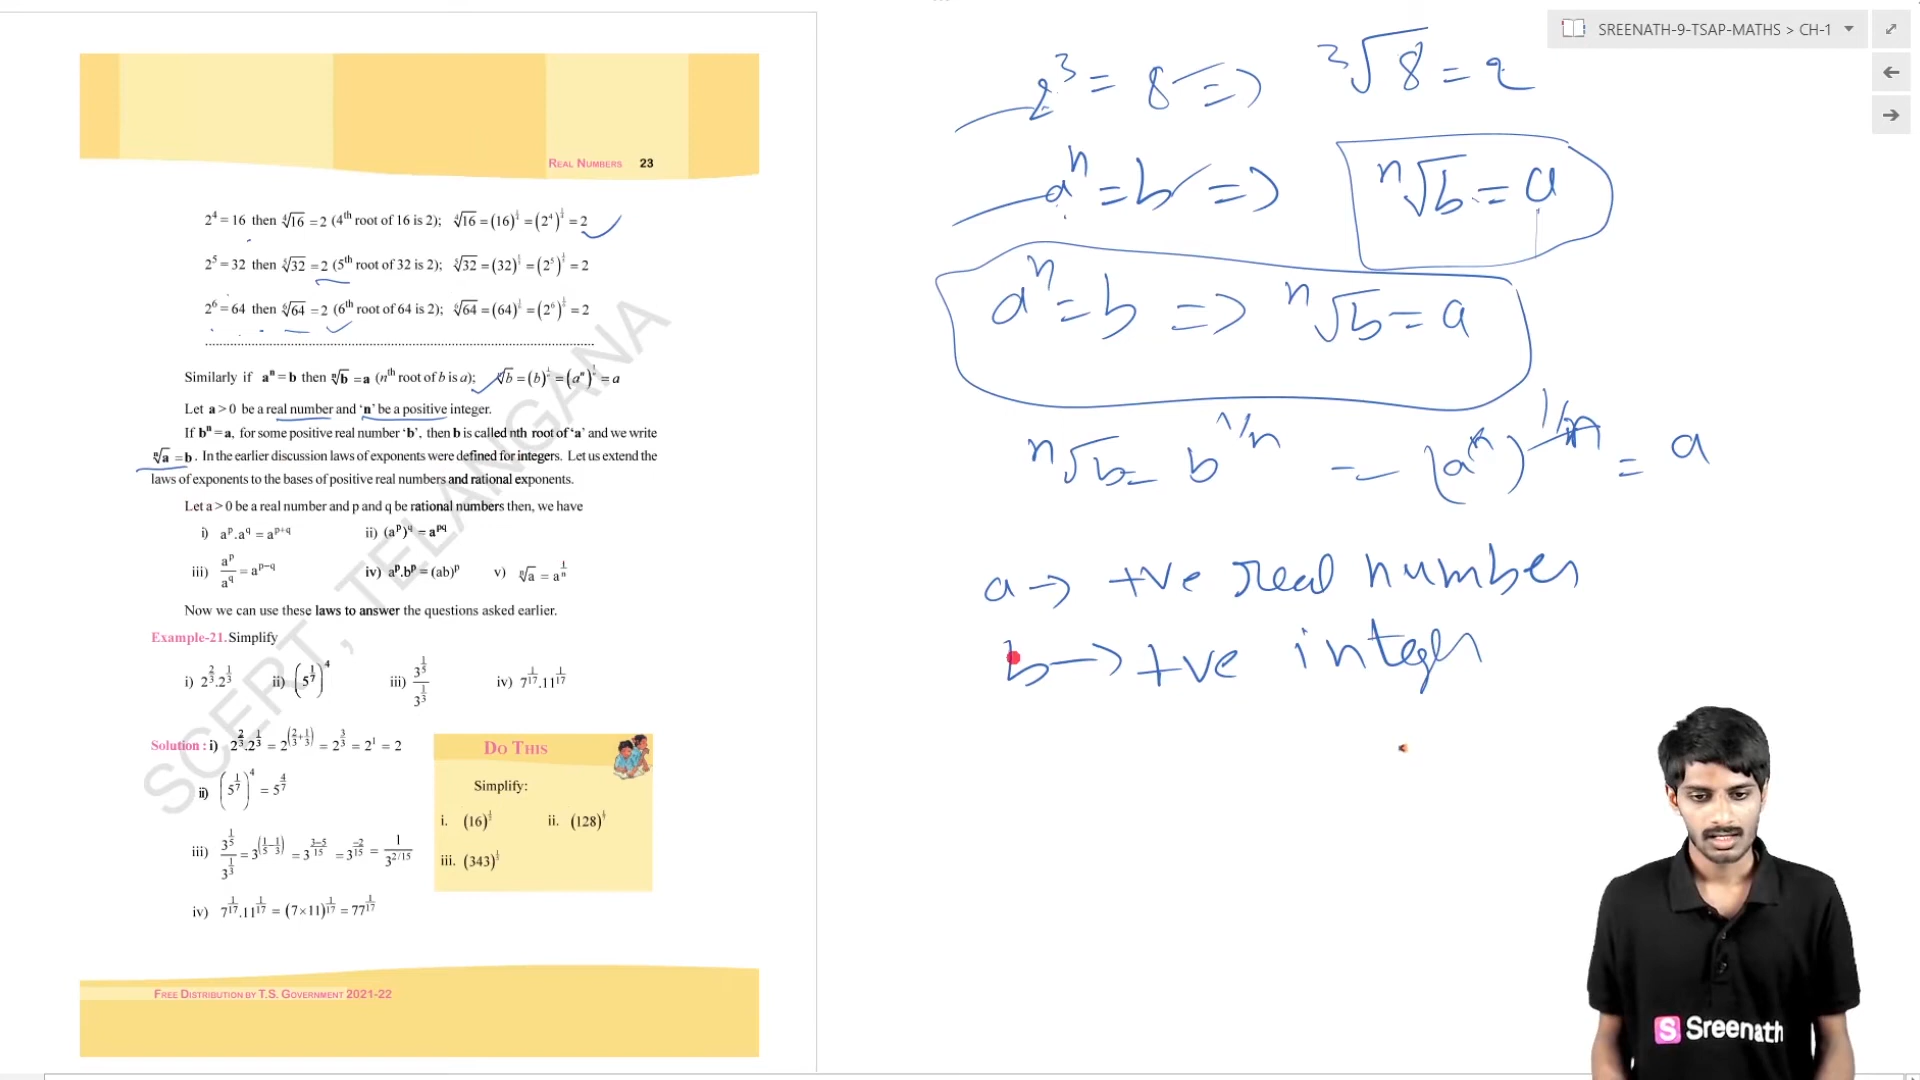 REAL NUMBERS 23
2⁴ = 16 then ⁴√16 = 2 (4th root of 16 is 2); ⁴√16 = (16)^(1/4) = (2⁴)^(1/4) = 2
2⁵ = 32 then ⁵√32 = 2 (5th root of 32 is 2); ⁵√32 = (32)^(1/5) = (2⁵)^(1/5) = 2
2⁶ = 64 then ⁶√64 = 2 (6th root of 64 is 2); ⁶√64 = (64)^(1/6) = (2⁶)^(1/6) = 2
Similarly if aⁿ = b then ⁿ√b = a (nth root of b is a); ⁿ√b = (b)^(1/n) = (aⁿ)^(1/n) = a
Let a > 0 be a real number and ‘n’ be a positive integer.
If bⁿ = a, for some positive real number ‘b’, then b is called nth root of ‘a’ and we write
ⁿ√a = b. In the earlier discussion laws of exponents were defined for integers. Let us extend the
laws of exponents to the bases of positive real numbers and rational exponents.
Let a > 0 be a real number and p and q be rational numbers then, we have
i) a^p.a^q = a^(p+q) ii) (a^p)^q = a^(pq)
iii) a^p/a^q = a^(p−q) iv) a^p.b^p = (ab)^p v) ⁿ√a = a^(1/n)
Now we can use these laws to answer the questions asked earlier.
Example-21. Simplify
i) 2^(2/3).2^(1/3) ii) (5^(1/7))^4 iii) 3^(1/5)/3^(1/3) iv) 7^(1/17).11^(1/17)
Solution : i) 2^(2/3).2^(1/3) = 2^(2/3+1/3) = 2^(3/3) = 2¹ = 2
ii) (5^(1/7))^4 = 5^(4/7)
iii) 3^(1/5)/3^(1/3) = 3^(1/5−1/3) = 3^((3−5)/15) = 3^(−2/15) = 1/3^(2/15)
iv) 7^(1/17).11^(1/17) = (7×11)^(1/17) = 77^(1/17)
DO THIS
Simplify:
i. (16)^(1/2) ii. (128)^(1/7)
iii. (343)^(1/5)
FREE DISTRIBUTION BY T.S. GOVERNMENT 2021-22
SCERT, TELANGANA
SREENATH-9-TSAP-MATHS > CH-1
2³ = 8 => ³√8 = 2
aⁿ = b => ⁿ√b = a
aⁿ = b => ⁿ√b = a
ⁿ√b = b^(1/n) = (aⁿ)^(1/n) = a
a → +ve real number
b → +ve integer
S Sreenath